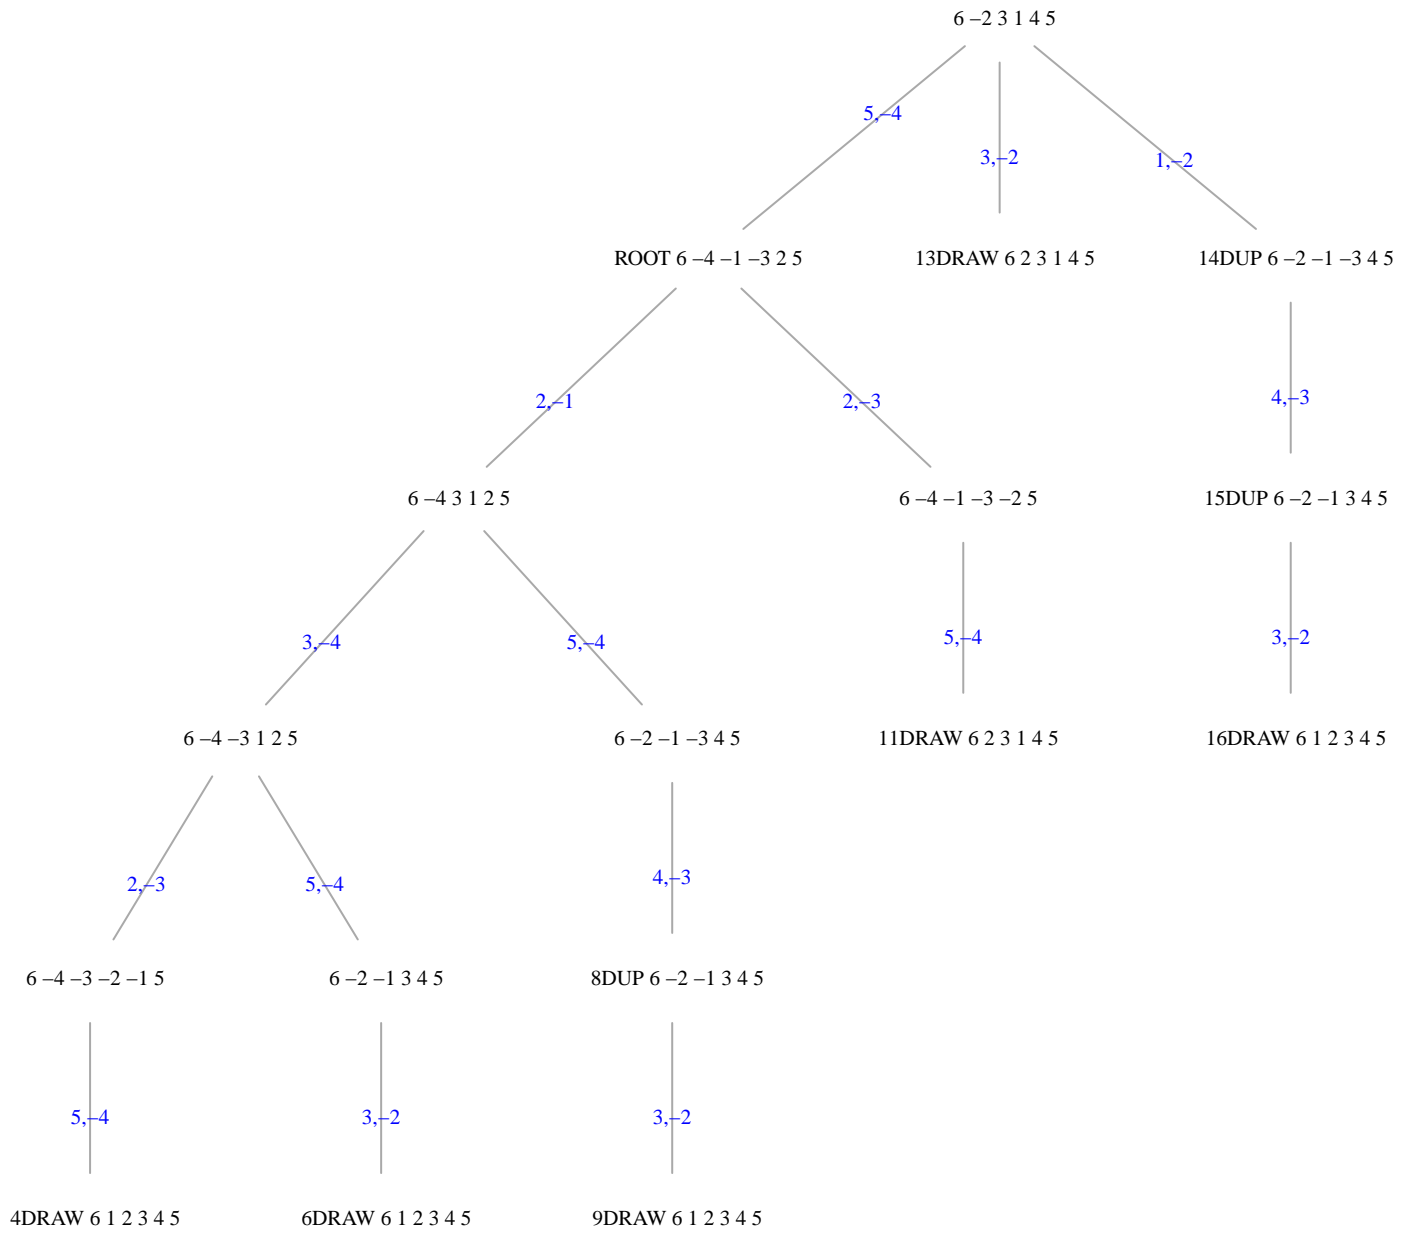 6 –2 3 1 4 5
5,–4
3,–2
1,–2
ROOT 6 –4 –1 –3 2 5
13DRAW 6 2 3 1 4 5
14DUP 6 –2 –1 –3 4 5
2,–1
2,–3
4,–3
6 –4 3 1 2 5
6 –4 –1 –3 –2 5
15DUP 6 –2 –1 3 4 5
3,–4
5,–4
5,–4
3,–2
6 –4 –3 1 2 5
6 –2 –1 –3 4 5
11DRAW 6 2 3 1 4 5
16DRAW 6 1 2 3 4 5
2,–3
5,–4
4,–3
6 –4 –3 –2 –1 5
6 –2 –1 3 4 5
8DUP 6 –2 –1 3 4 5
5,–4
3,–2
3,–2
4DRAW 6 1 2 3 4 5
6DRAW 6 1 2 3 4 5
9DRAW 6 1 2 3 4 5